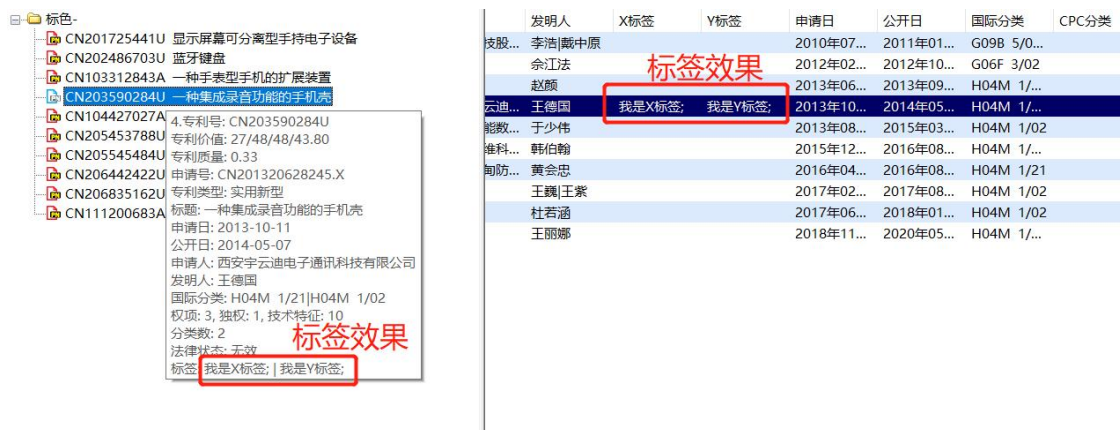 标色-
CN201725441U 显示屏幕可分离型手持电子设备
CN202486703U 蓝牙键盘
CN103312843A 一种手表型手机的扩展装置
CN203590284U 一种集成录音功能的手机壳
CN104427027A
CN205453788U
CN205545484U
CN206442422U
CN206835162U
CN111200683A
4.专利号: CN203590284U
专利价值: 27/48/48/43.80
专利质量: 0.33
申请号: CN201320628245.X
专利类型: 实用新型
标题: 一种集成录音功能的手机壳
申请日: 2013-10-11
公开日: 2014-05-07
申请人: 西安宇云迪电子通讯科技有限公司
发明人: 王德国
国际分类: H04M 1/21|H04M 1/02
权项: 3, 独权: 1, 技术特征: 10
分类数: 2
法律状态: 无效
标签效果
标签: 我是X标签; | 我是Y标签;
发明人 X标签 Y标签 申请日 公开日 国际分类 CPC分类
技股... 李浩|戴中原 2010年07... 2011年01... G09B 5/0...
佘江法 2012年02... 2012年10... G06F 3/02
标签效果
赵颜 2013年06... 2013年09... H04M 1/...
云迪... 王德国 我是X标签; 我是Y标签; 2013年10... 2014年05... H04M 1/...
能数... 于少伟 2013年08... 2015年03... H04M 1/02
维科... 韩伯翰 2015年12... 2016年08... H04M 1/...
甸防... 黄会忠 2016年04... 2016年08... H04M 1/21
王巍|王紫 2017年02... 2017年08... H04M 1/02
杜若涵 2017年06... 2018年01... H04M 1/02
王丽娜 2018年11... 2020年05... H04M 1/...